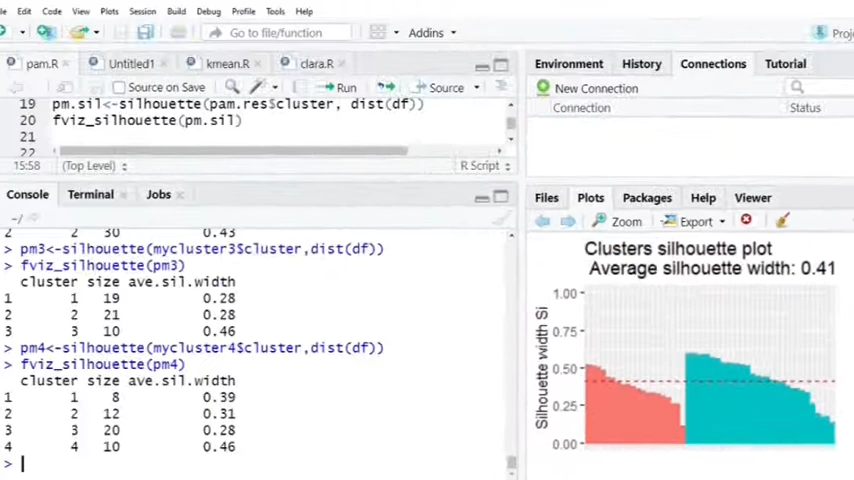 File Edit Code View Plots Session Build Debug Profile Tools Help
Go to file/function Addins
pam.R Untitled1 kmean.R clara.R
Source on Save Run Source
19 pm.sil<-silhouette(pam.res$cluster, dist(df))
20 fviz_silhouette(pm.sil)
21
22
15:58 (Top Level) R Script
Console Terminal Jobs
~/
2 2 30 0.43
> pm3<-silhouette(mycluster3$cluster,dist(df))
> fviz_silhouette(pm3)
cluster size ave.sil.width
1 1 19 0.28
2 2 21 0.28
3 3 10 0.46
> pm4<-silhouette(mycluster4$cluster,dist(df))
> fviz_silhouette(pm4)
cluster size ave.sil.width
1 1 8 0.39
2 2 12 0.31
3 3 20 0.28
4 4 10 0.46
>
Environment History Connections Tutorial
New Connection
Connection Status
Files Plots Packages Help Viewer
Zoom Export
Clusters silhouette plot
Average silhouette width: 0.41
1.00
0.75
0.50
0.25
0.00
Silhouette width Si